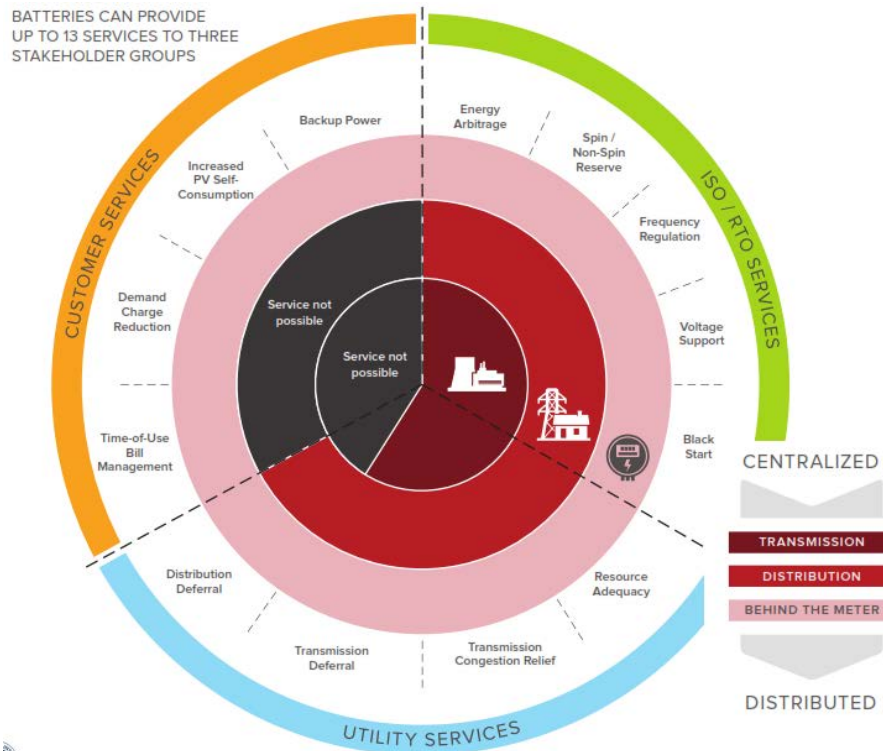 BATTERIES CAN PROVIDE
UP TO 13 SERVICES TO THREE
STAKEHOLDER GROUPS
CUSTOMER SERVICES
ISO / RTO SERVICES
UTILITY SERVICES
Backup Power
Increased
PV Self-
Consumption
Demand
Charge
Reduction
Time-of-Use
Bill
Management
Energy
Arbitrage
Spin /
Non-Spin
Reserve
Frequency
Regulation
Voltage
Support
Black
Start
Resource
Adequacy
Transmission
Congestion Relief
Transmission
Deferral
Distribution
Deferral
Service not
possible
Service not
possible
CENTRALIZED
TRANSMISSION
DISTRIBUTION
BEHIND THE METER
DISTRIBUTED